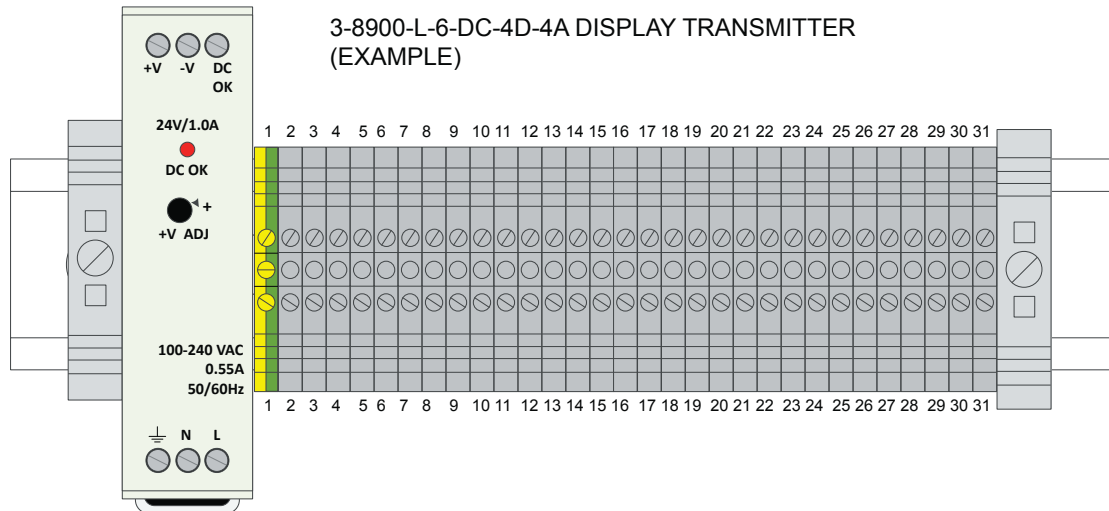 3-8900-L-6-DC-4D-4A DISPLAY TRANSMITTER
(EXAMPLE)
+V -V DC
OK
24V/1.0A
DC OK
+
+V ADJ
1 2 3 4 5 6 7 8 9 10 11 12 13 14 15 16 17 18 19 20 21 22 23 24 25 26 27 28 29 30 31
100-240 VAC
0.55A
50/60Hz
1 2 3 4 5 6 7 8 9 10 11 12 13 14 15 16 17 18 19 20 21 22 23 24 25 26 27 28 29 30 31
N L